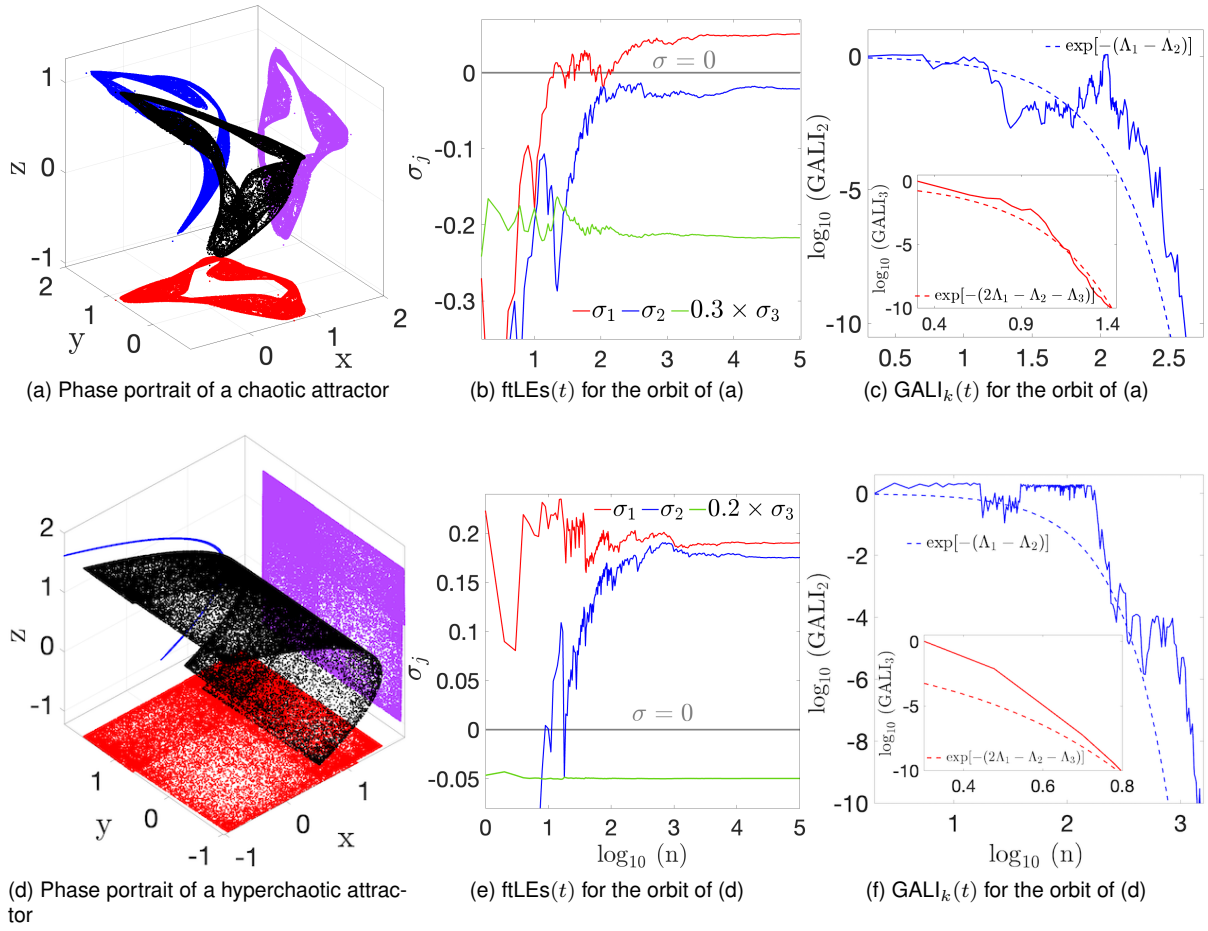 1
0
-1
z
2
1
0
y
0
1
2
x
(a) Phase portrait of a chaotic attractor
0
-0.1
-0.2
-0.3
σj
σ = 0
σ1 σ2 0.3 × σ3
1 2 3 4 5
(b) ftLEs(t) for the orbit of (a)
0
-5
-10
log10 (GALI2)
exp[-(Λ1 - Λ2)]
0
-5
-10
log10 (GALI3)
exp[-(2Λ1 - Λ2 - Λ3)]
0.4 0.9 1.4
0.5 1 1.5 2 2.5
(c) GALIk(t) for the orbit of (a)
2
1
0
-1
z
1
0
-1
y
-1
0
1
x
(d) Phase portrait of a hyperchaotic attrac-
tor
0.2
0.15
0.1
0.05
0
-0.05
σj
σ1 σ2 0.2 × σ3
σ = 0
0 1 2 3 4 5
log10 (n)
(e) ftLEs(t) for the orbit of (d)
0
-2
-4
-6
-8
-10
log10 (GALI2)
exp[-(Λ1 - Λ2)]
0
-5
-10
log10 (GALI3)
exp[-(2Λ1 - Λ2 - Λ3)]
0.4 0.6 0.8
1 2 3
log10 (n)
(f) GALIk(t) for the orbit of (d)